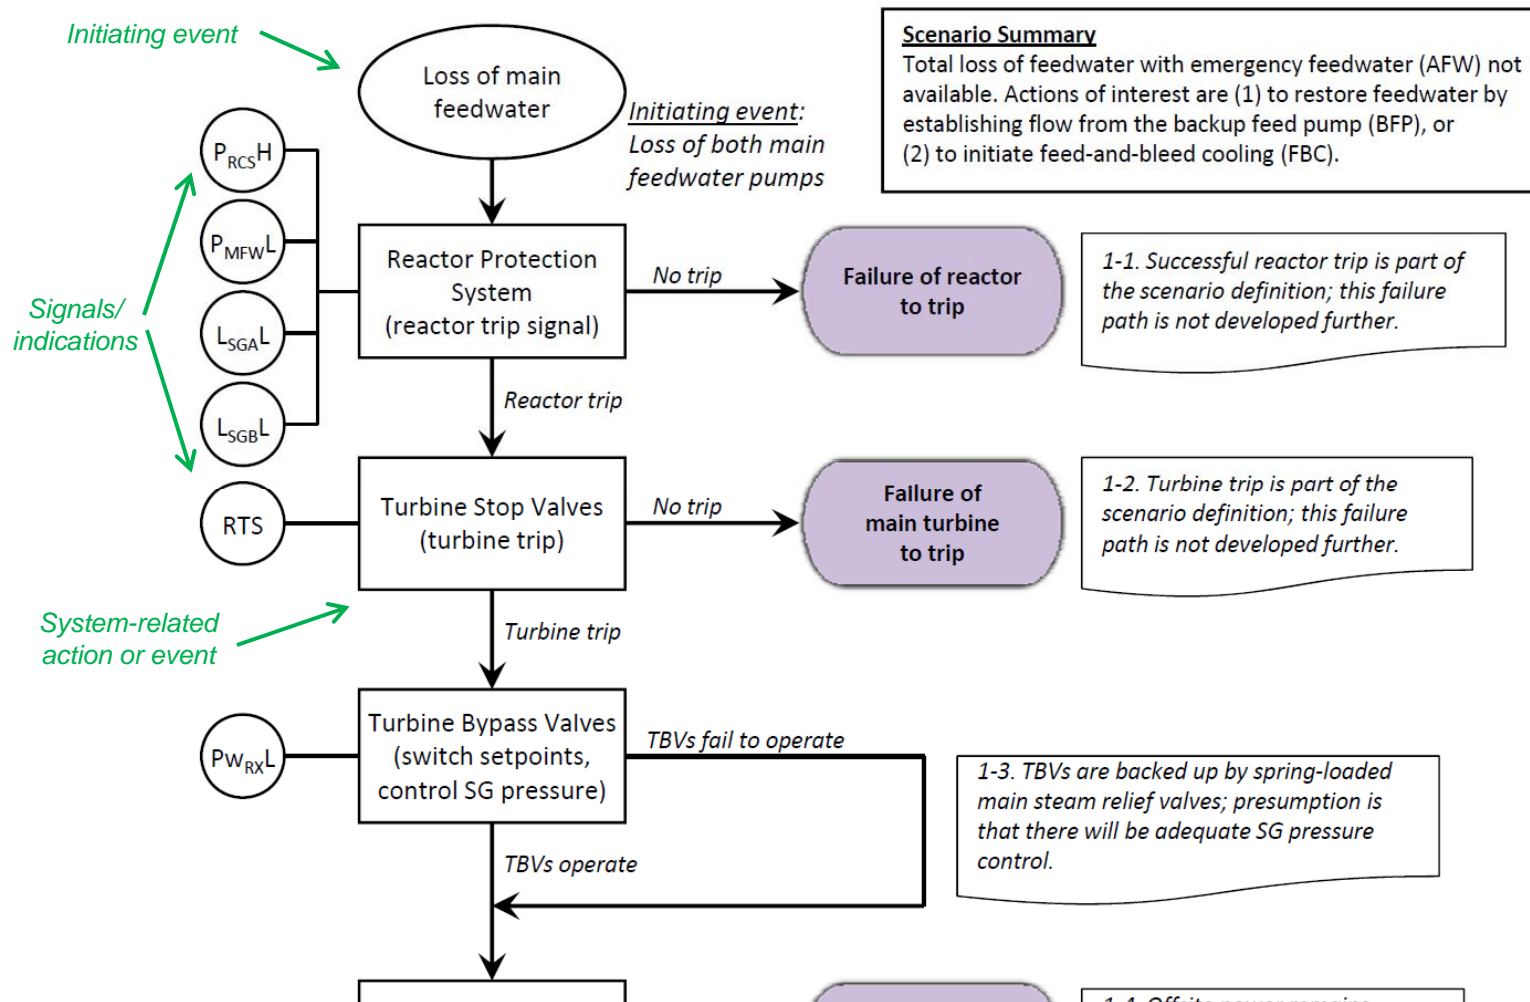 Initiating event
Loss of main
feedwater
Initiating event:
Loss of both main
feedwater pumps
Scenario Summary
Total loss of feedwater with emergency feedwater (AFW) not
available. Actions of interest are (1) to restore feedwater by
establishing flow from the backup feed pump (BFP), or
(2) to initiate feed-and-bleed cooling (FBC).
PRCSH
PMFWL
LSGAL
LSGBL
Signals/
indications
Reactor Protection
System
(reactor trip signal)
No trip
Failure of reactor
to trip
1-1. Successful reactor trip is part of
the scenario definition; this failure
path is not developed further.
Reactor trip
RTS
Turbine Stop Valves
(turbine trip)
No trip
Failure of
main turbine
to trip
1-2. Turbine trip is part of the
scenario definition; this failure
path is not developed further.
System-related
action or event
Turbine trip
PwRXL
Turbine Bypass Valves
(switch setpoints,
control SG pressure)
TBVs fail to operate
1-3. TBVs are backed up by spring-loaded
main steam relief valves; presumption is
that there will be adequate SG pressure
control.
TBVs operate
1-4. Offsite power remains